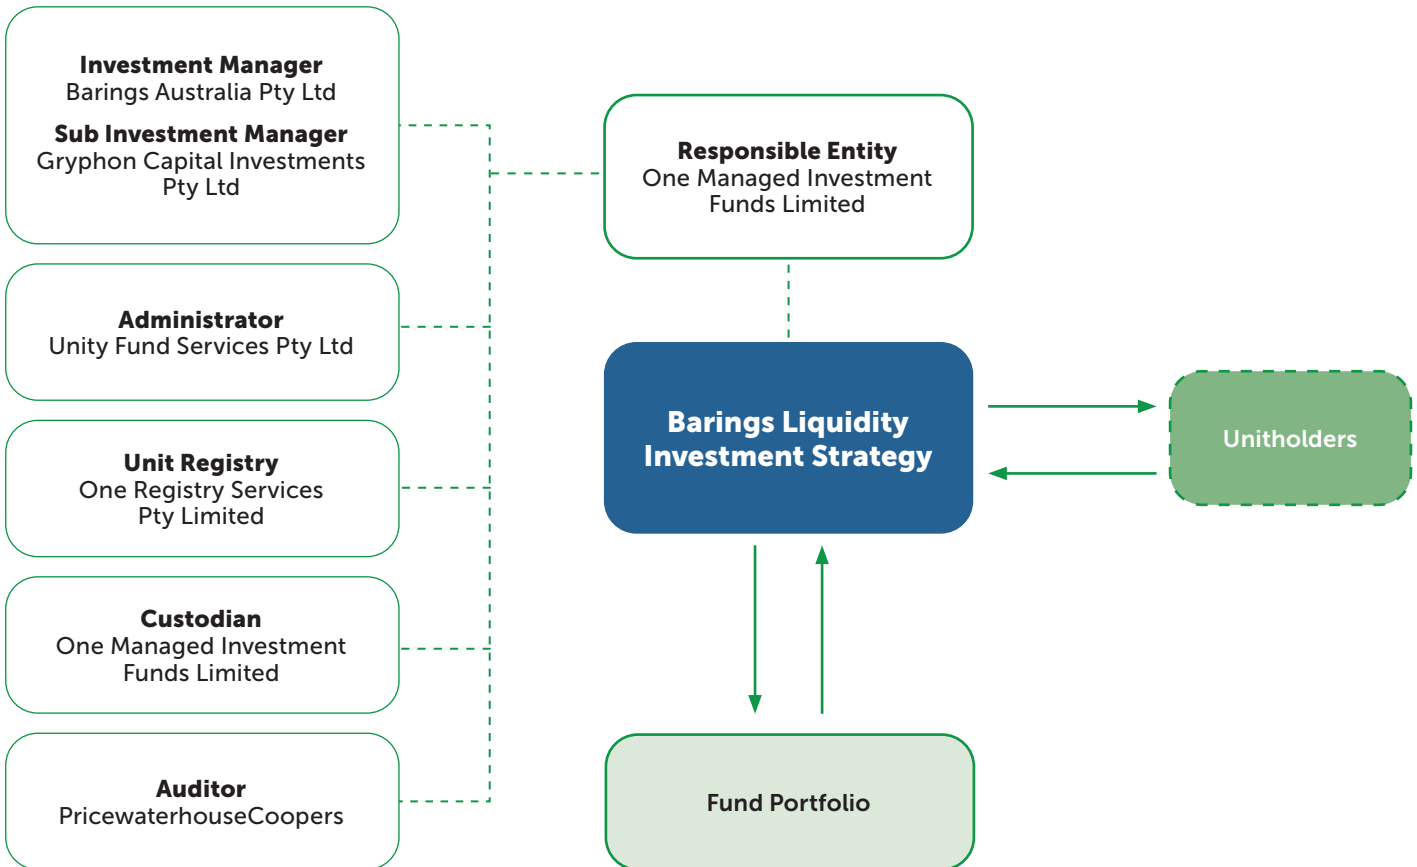 Investment Manager
Barings Australia Pty Ltd
Sub Investment Manager
Gryphon Capital Investments
Pty Ltd
Responsible Entity
One Managed Investment
Funds Limited
Administrator
Unity Fund Services Pty Ltd
Barings Liquidity
Investment Strategy
Unitholders
Unit Registry
One Registry Services
Pty Limited
Custodian
One Managed Investment
Funds Limited
Auditor
PricewaterhouseCoopers
Fund Portfolio